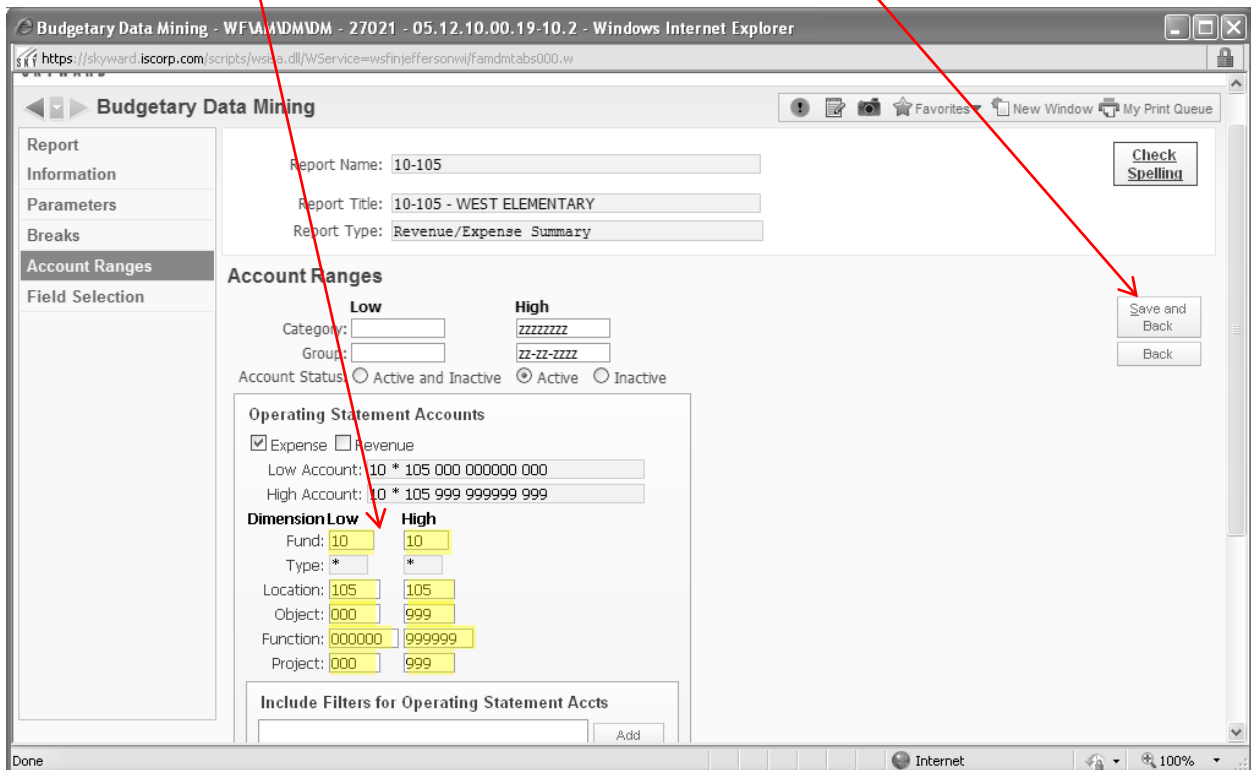 Budgetary Data Mining - WF\AM\DM\DM - 27021 - 05.12.10.00.19-10.2 - Windows Internet Explorer
https://skyward.iscorp.com/scripts/wsisa.dll/WService=wsfinjeffersonwi/famdmtabs000.w
Budgetary Data Mining
Favorites New Window My Print Queue
Report Information
Parameters
Breaks
Account Ranges
Field Selection
Report Name: 10-105
Check Spelling
Report Title: 10-105 - WEST ELEMENTARY
Report Type: Revenue/Expense Summary
Account Ranges
Low High
Category: zzzzzzzz
Group: zz-zz-zzzz
Account Status: Active and Inactive Active Inactive
Save and Back
Back
Operating Statement Accounts
Expense Revenue
Low Account: 10 * 105 000 000000 000
High Account: 10 * 105 999 999999 999
Dimension Low High
Fund: 10 10
Type: * *
Location: 105 105
Object: 000 999
Function: 000000 999999
Project: 000 999
Include Filters for Operating Statement Accts
Add
Done Internet 100%